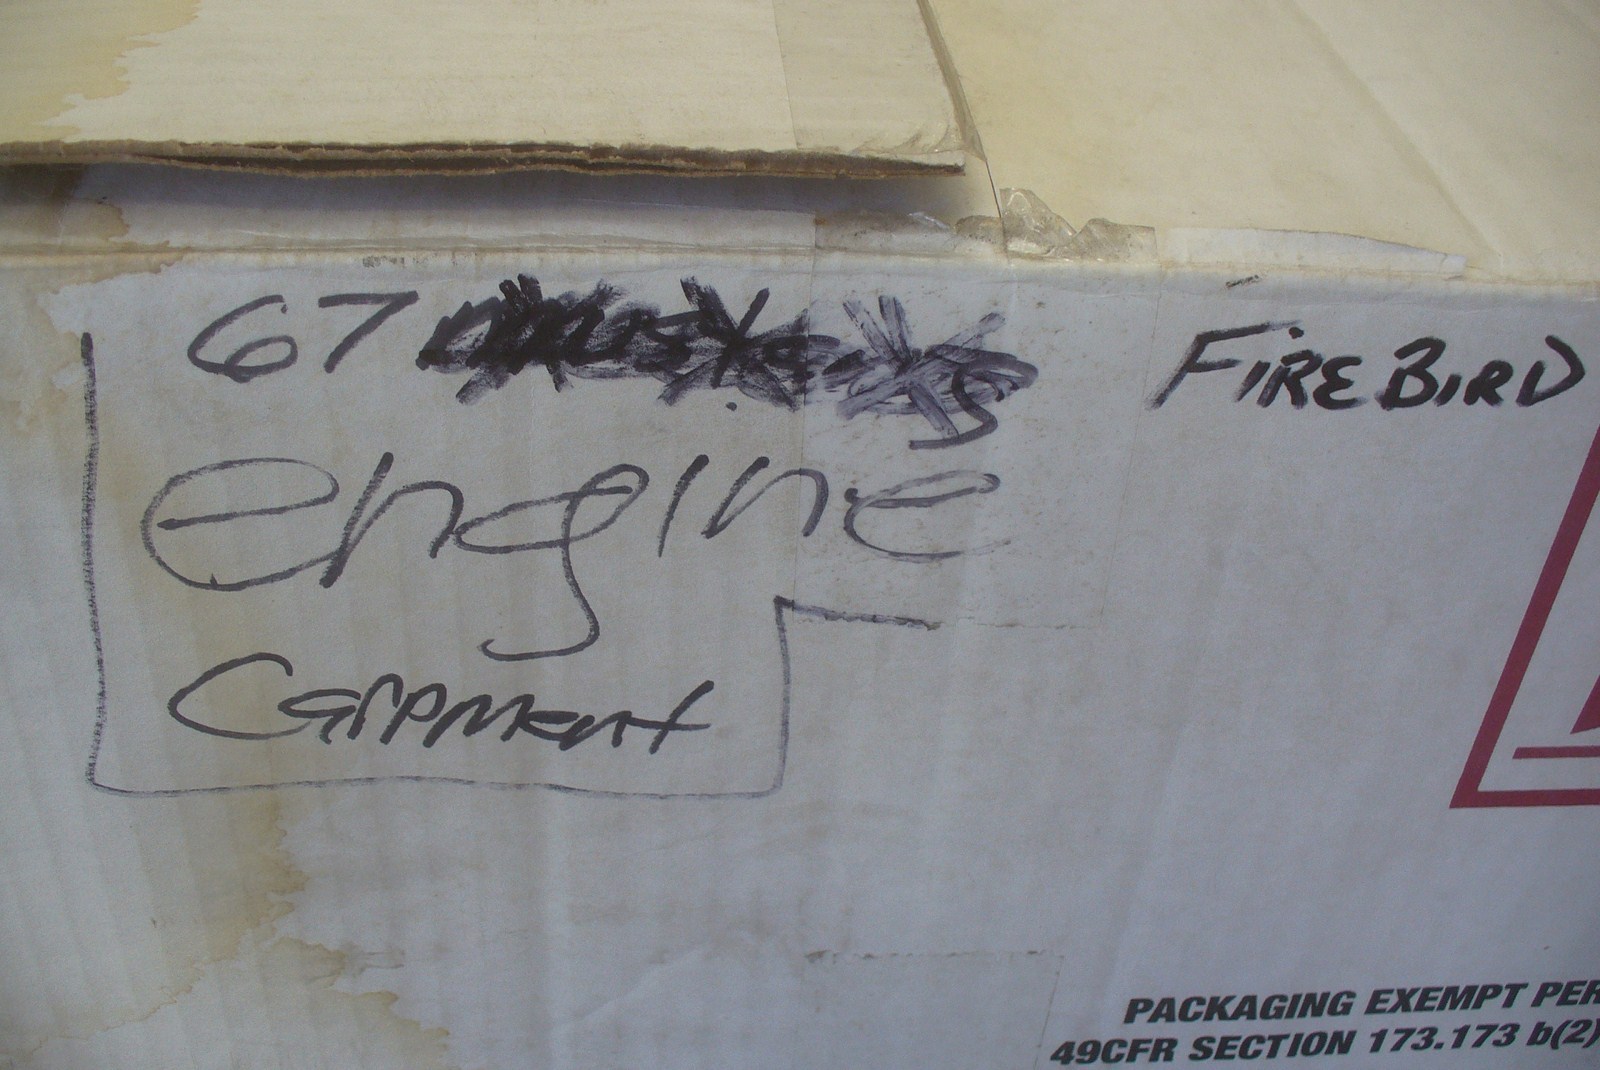 67 FIREBIRD
engine
Carpment
PACKAGING EXEMPT PER
49CFR SECTION 173.173 b(2)